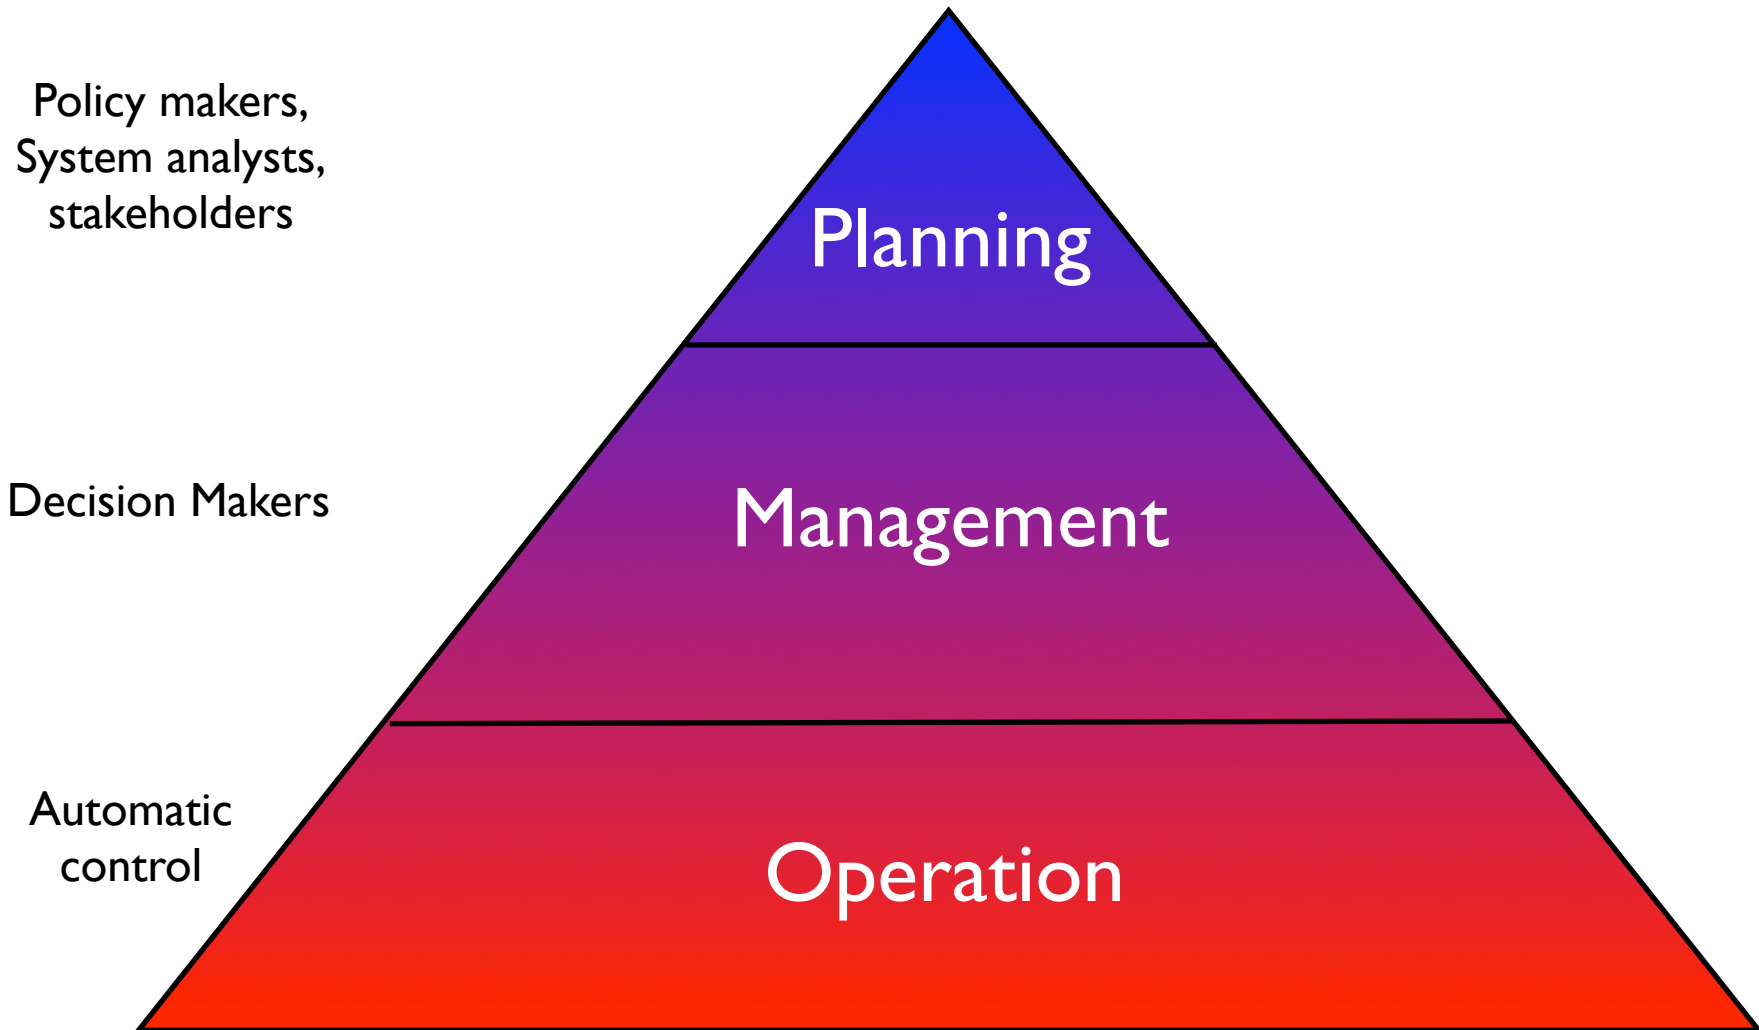 Policy makers,
System analysts,
stakeholders
Planning
Decision Makers
Management
Automatic
control
Operation